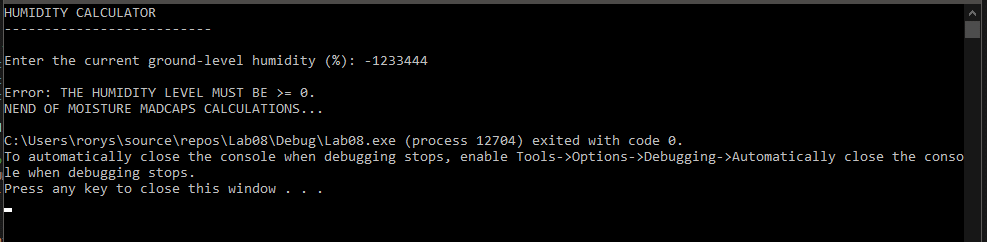 HUMIDITY CALCULATOR
--------------------------
Enter the current ground-level humidity (%): -1233444
Error: THE HUMIDITY LEVEL MUST BE >= 0.
NEND OF MOISTURE MADCAPS CALCULATIONS...
C:\Users\rorys\source\repos\Lab08\Debug\Lab08.exe (process 12704) exited with code 0.
To automatically close the console when debugging stops, enable Tools->Options->Debugging->Automatically close the conso
le when debugging stops.
Press any key to close this window . . .